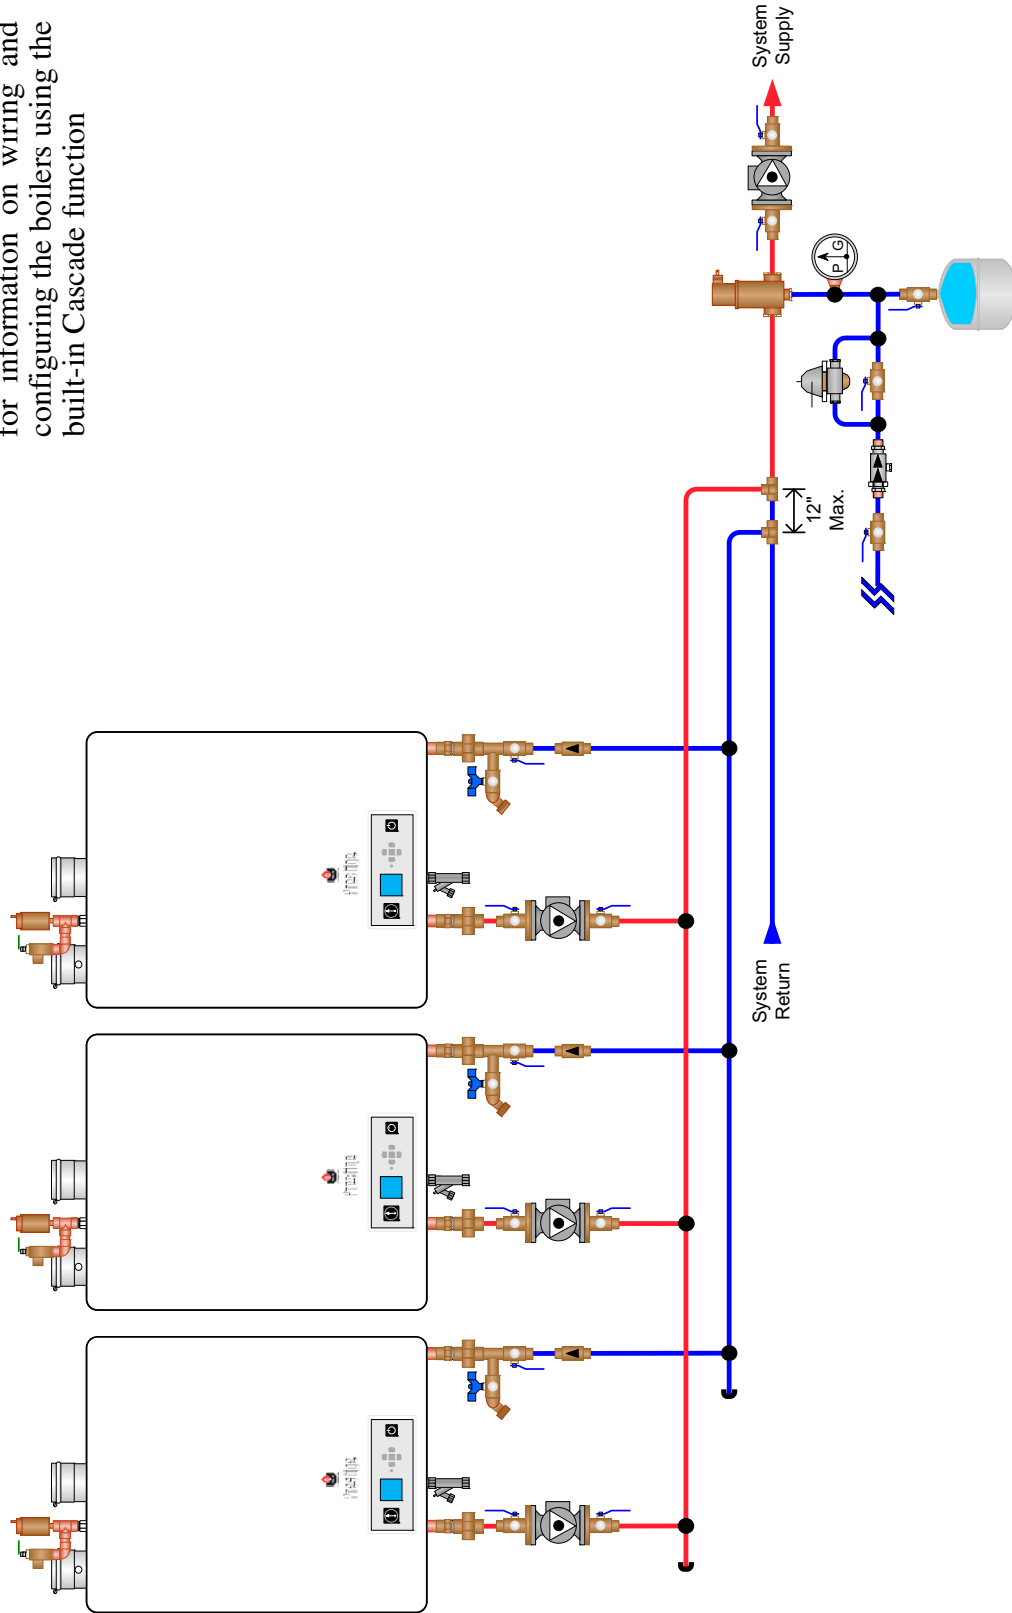 for information on wiring and
configuring the boilers using the
built-in Cascade function
System
Supply
P G
12"
Max.
System
Return